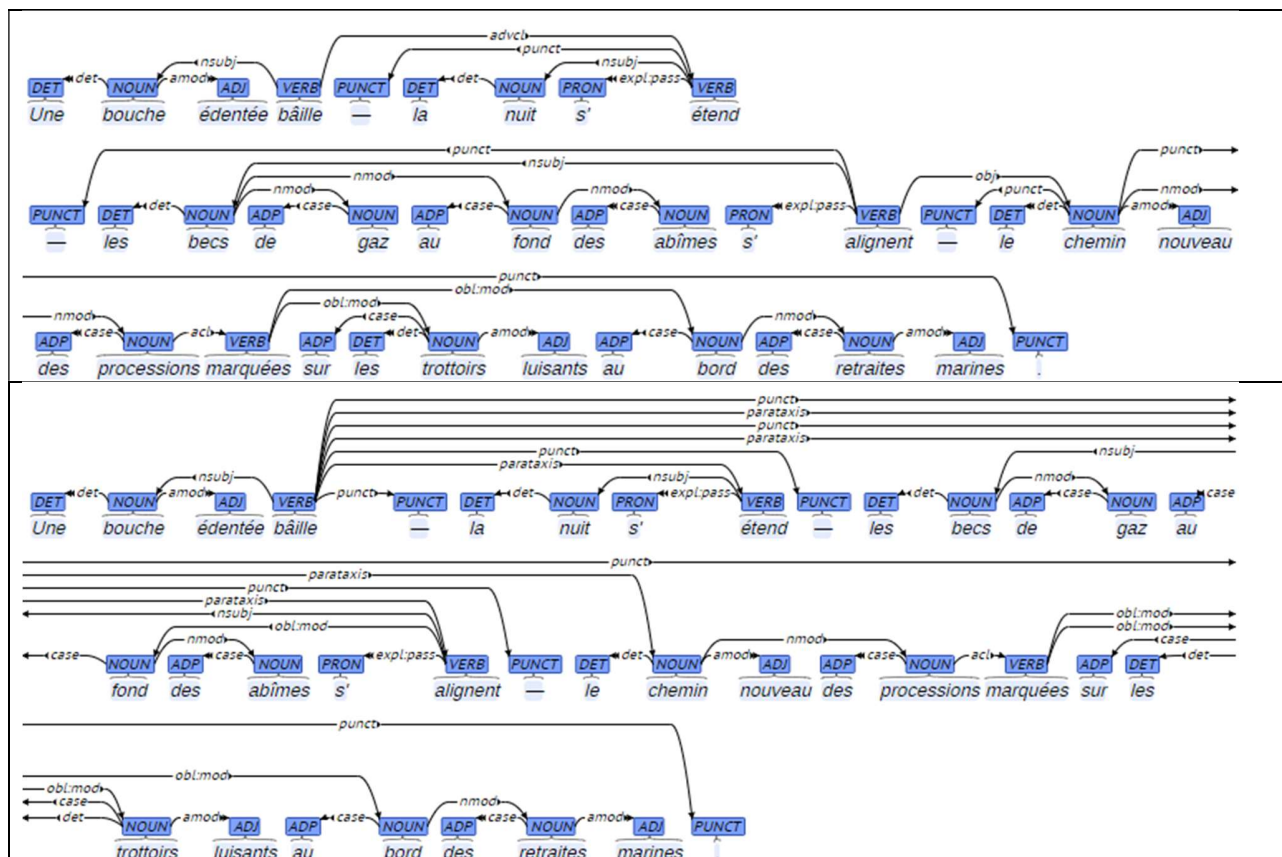 advcl
punct
nsubj nsubj
det amod det expl:pass
DET NOUN ADJ VERB PUNCT DET NOUN PRON VERB
Une bouche édentée bâille — la nuit s' étend
punct punct
nsubj
nmod obj
nmod nmod punct nmod
det case case case expl:pass det amod
PUNCT DET NOUN ADP NOUN ADP NOUN ADP NOUN PRON VERB PUNCT DET NOUN ADJ
— les becs de gaz au fond des abîmes s' alignent — le chemin nouveau
punct
obl:mod
obl:mod
nmod case nmod
case acl det amod case case amod
ADP NOUN VERB ADP DET NOUN ADJ ADP NOUN ADP NOUN ADJ PUNCT
des processions marquées sur les trottoirs luisants au bord des retraites marines .
punct
parataxis
punct
parataxis
punct nsubj
parataxis
nsubj nsubj nmod
det amod punct det expl:pass det case case
DET NOUN ADJ VERB PUNCT DET NOUN PRON VERB PUNCT DET NOUN ADP NOUN ADP
Une bouche édentée bâille — la nuit s' étend — les becs de gaz au
punct
parataxis
punct
parataxis
nsubj obl:mod
obl:mod obl:mod
nmod nmod case
case case expl:pass det amod case acl det
NOUN ADP NOUN PRON VERB PUNCT DET NOUN ADJ ADP NOUN VERB ADP DET
fond des abîmes s' alignent — le chemin nouveau des processions marquées sur les
punct
obl:mod
obl:mod
case nmod
det amod case case amod
NOUN ADJ ADP NOUN ADP NOUN ADJ PUNCT
trottoirs luisants au bord des retraites marines .